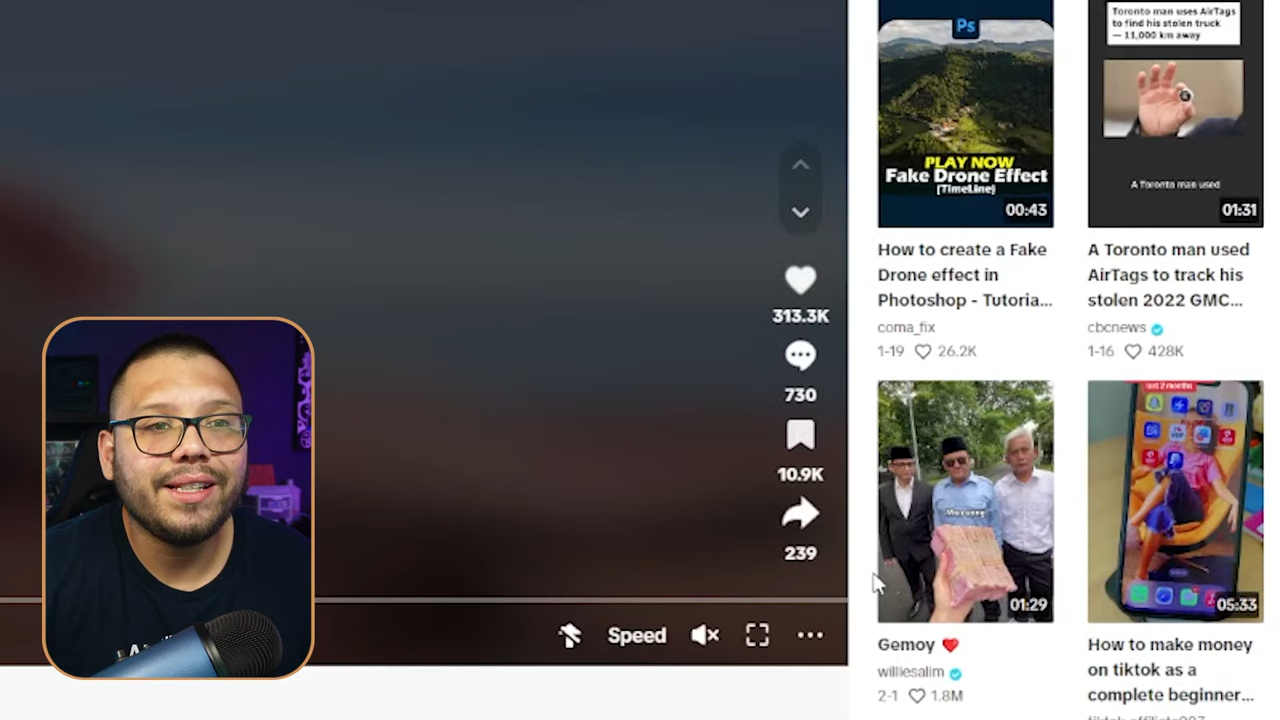 313.3K
730
10.9K
239
Speed
Ps
PLAY NOW
Fake Drone Effect
(TimeLine)
00:43
How to create a Fake
Drone effect in
Photoshop - Tutoria...
coma_fix
1-19 26.2K
Toronto man uses AirTags
to find his stolen truck
— 11,000 km away
A Toronto man used
01:31
A Toronto man used
AirTags to track his
stolen 2022 GMC...
cbcnews
1-16 428K
01:29
Gemoy
williesalim
2-1 1.8M
last 2 months
05:33
How to make money
on tiktok as a
complete beginner...